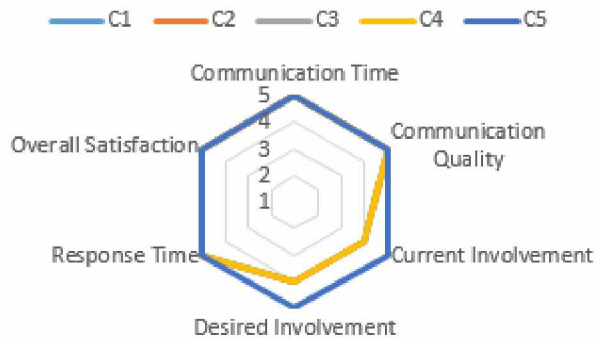 C1 C2 C3 C4 C5
Communication Time
5
4
3
2
1
Communication
Quality
Overall Satisfaction
Response Time
Current Involvement
Desired Involvement